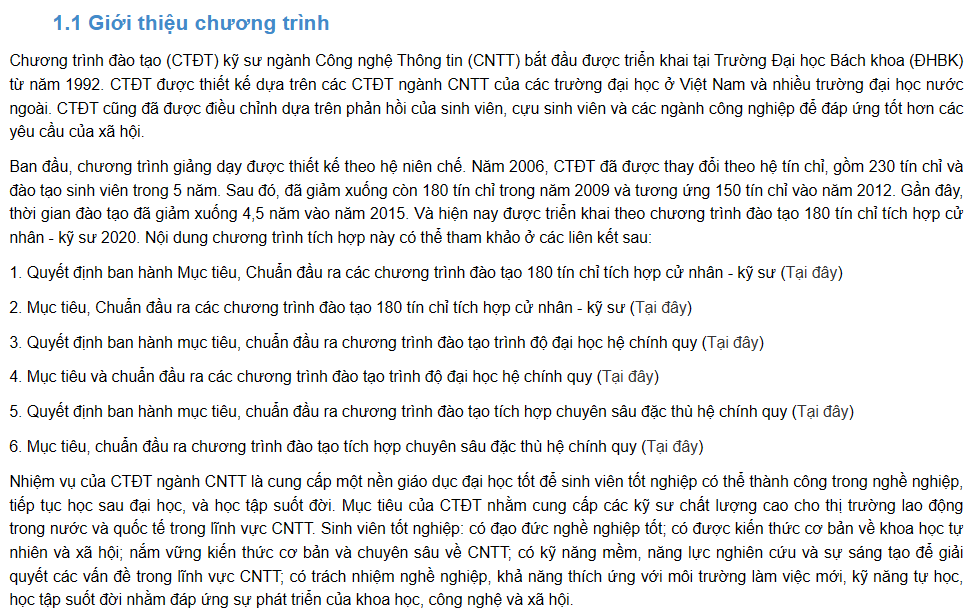 1.1 Giới thiệu chương trình
Chương trình đào tạo (CTĐT) kỹ sư ngành Công nghệ Thông tin (CNTT) bắt đầu được triển khai tại Trường Đại học Bách khoa (ĐHBK)
từ năm 1992. CTĐT được thiết kế dựa trên các CTĐT ngành CNTT của các trường đại học ở Việt Nam và nhiều trường đại học nước
ngoài. CTĐT cũng đã được điều chỉnh dựa trên phản hồi của sinh viên, cựu sinh viên và các ngành công nghiệp để đáp ứng tốt hơn các
yêu cầu của xã hội.
Ban đầu, chương trình giảng dạy được thiết kế theo hệ niên chế. Năm 2006, CTĐT đã được thay đổi theo hệ tín chỉ, gồm 230 tín chỉ và
đào tạo sinh viên trong 5 năm. Sau đó, đã giảm xuống còn 180 tín chỉ trong năm 2009 và tương ứng 150 tín chỉ vào năm 2012. Gần đây,
thời gian đào tạo đã giảm xuống 4,5 năm vào năm 2015. Và hiện nay được triển khai theo chương trình đào tạo 180 tín chỉ tích hợp cử
nhân - kỹ sư 2020. Nội dung chương trình tích hợp này có thể tham khảo ở các liên kết sau:
1. Quyết định ban hành Mục tiêu, Chuẩn đầu ra các chương trình đào tạo 180 tín chỉ tích hợp cử nhân - kỹ sư (Tại đây)
2. Mục tiêu, Chuẩn đầu ra các chương trình đào tạo 180 tín chỉ tích hợp cử nhân - kỹ sư (Tại đây)
3. Quyết định ban hành mục tiêu, chuẩn đầu ra chương trình đào tạo trình độ đại học hệ chính quy (Tại đây)
4. Mục tiêu và chuẩn đầu ra các chương trình đào tạo trình độ đại học hệ chính quy (Tại đây)
5. Quyết định ban hành mục tiêu, chuẩn đầu ra chương trình đào tạo tích hợp chuyên sâu đặc thù hệ chính quy (Tại đây)
6. Mục tiêu, chuẩn đầu ra chương trình đào tạo tích hợp chuyên sâu đặc thù hệ chính quy (Tại đây)
Nhiệm vụ của CTĐT ngành CNTT là cung cấp một nền giáo dục đại học tốt để sinh viên tốt nghiệp có thể thành công trong nghề nghiệp,
tiếp tục học sau đại học, và học tập suốt đời. Mục tiêu của CTĐT nhằm cung cấp các kỹ sư chất lượng cao cho thị trường lao động
trong nước và quốc tế trong lĩnh vực CNTT. Sinh viên tốt nghiệp: có đạo đức nghề nghiệp tốt; có được kiến thức cơ bản về khoa học tự
nhiên và xã hội; nắm vững kiến thức cơ bản và chuyên sâu về CNTT; có kỹ năng mềm, năng lực nghiên cứu và sự sáng tạo để giải
quyết các vấn đề trong lĩnh vực CNTT; có trách nhiệm nghề nghiệp, khả năng thích ứng với môi trường làm việc mới, kỹ năng tự học,
học tập suốt đời nhằm đáp ứng sự phát triển của khoa học, công nghệ và xã hội.